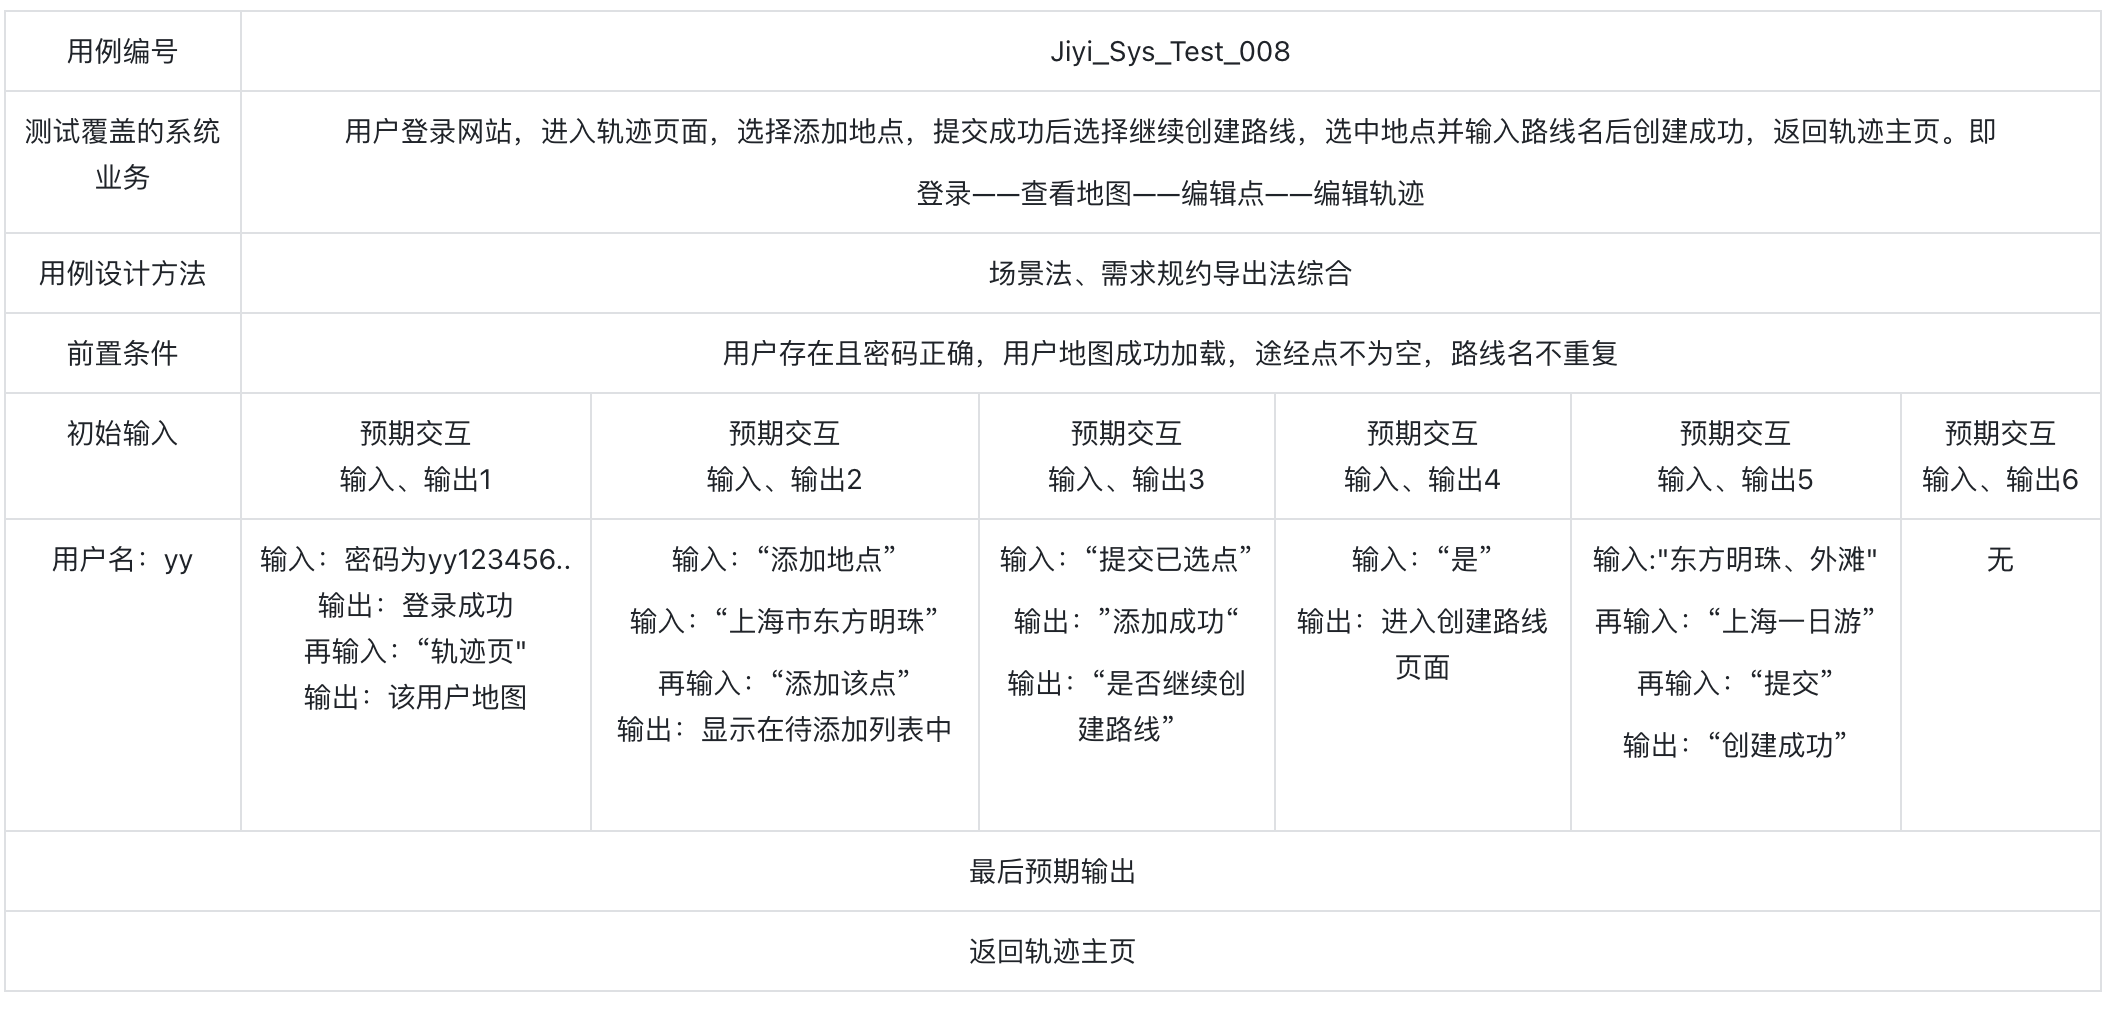 用例编号
Jiyi_Sys_Test_008
测试覆盖的系统
业务
用户登录网站，进入轨迹页面，选择添加地点，提交成功后选择继续创建路线，选中地点并输入路线名后创建成功，返回轨迹主页。即
登录——查看地图——编辑点——编辑轨迹
用例设计方法
场景法、需求规约导出法综合
前置条件
用户存在且密码正确，用户地图成功加载，途经点不为空，路线名不重复
初始输入
预期交互
输入、输出1
预期交互
输入、输出2
预期交互
输入、输出3
预期交互
输入、输出4
预期交互
输入、输出5
预期交互
输入、输出6
用户名：yy
输入：密码为yy123456..
输出：登录成功
再输入：“轨迹页"
输出：该用户地图
输入：“添加地点”
输入：“上海市东方明珠”
再输入：“添加该点”
输出：显示在待添加列表中
输入：“提交已选点”
输出：”添加成功“
输出：“是否继续创
建路线”
输入：“是”
输出：进入创建路线
页面
输入:"东方明珠、外滩"
再输入：“上海一日游”
再输入：“提交”
输出：“创建成功”
无
最后预期输出
返回轨迹主页